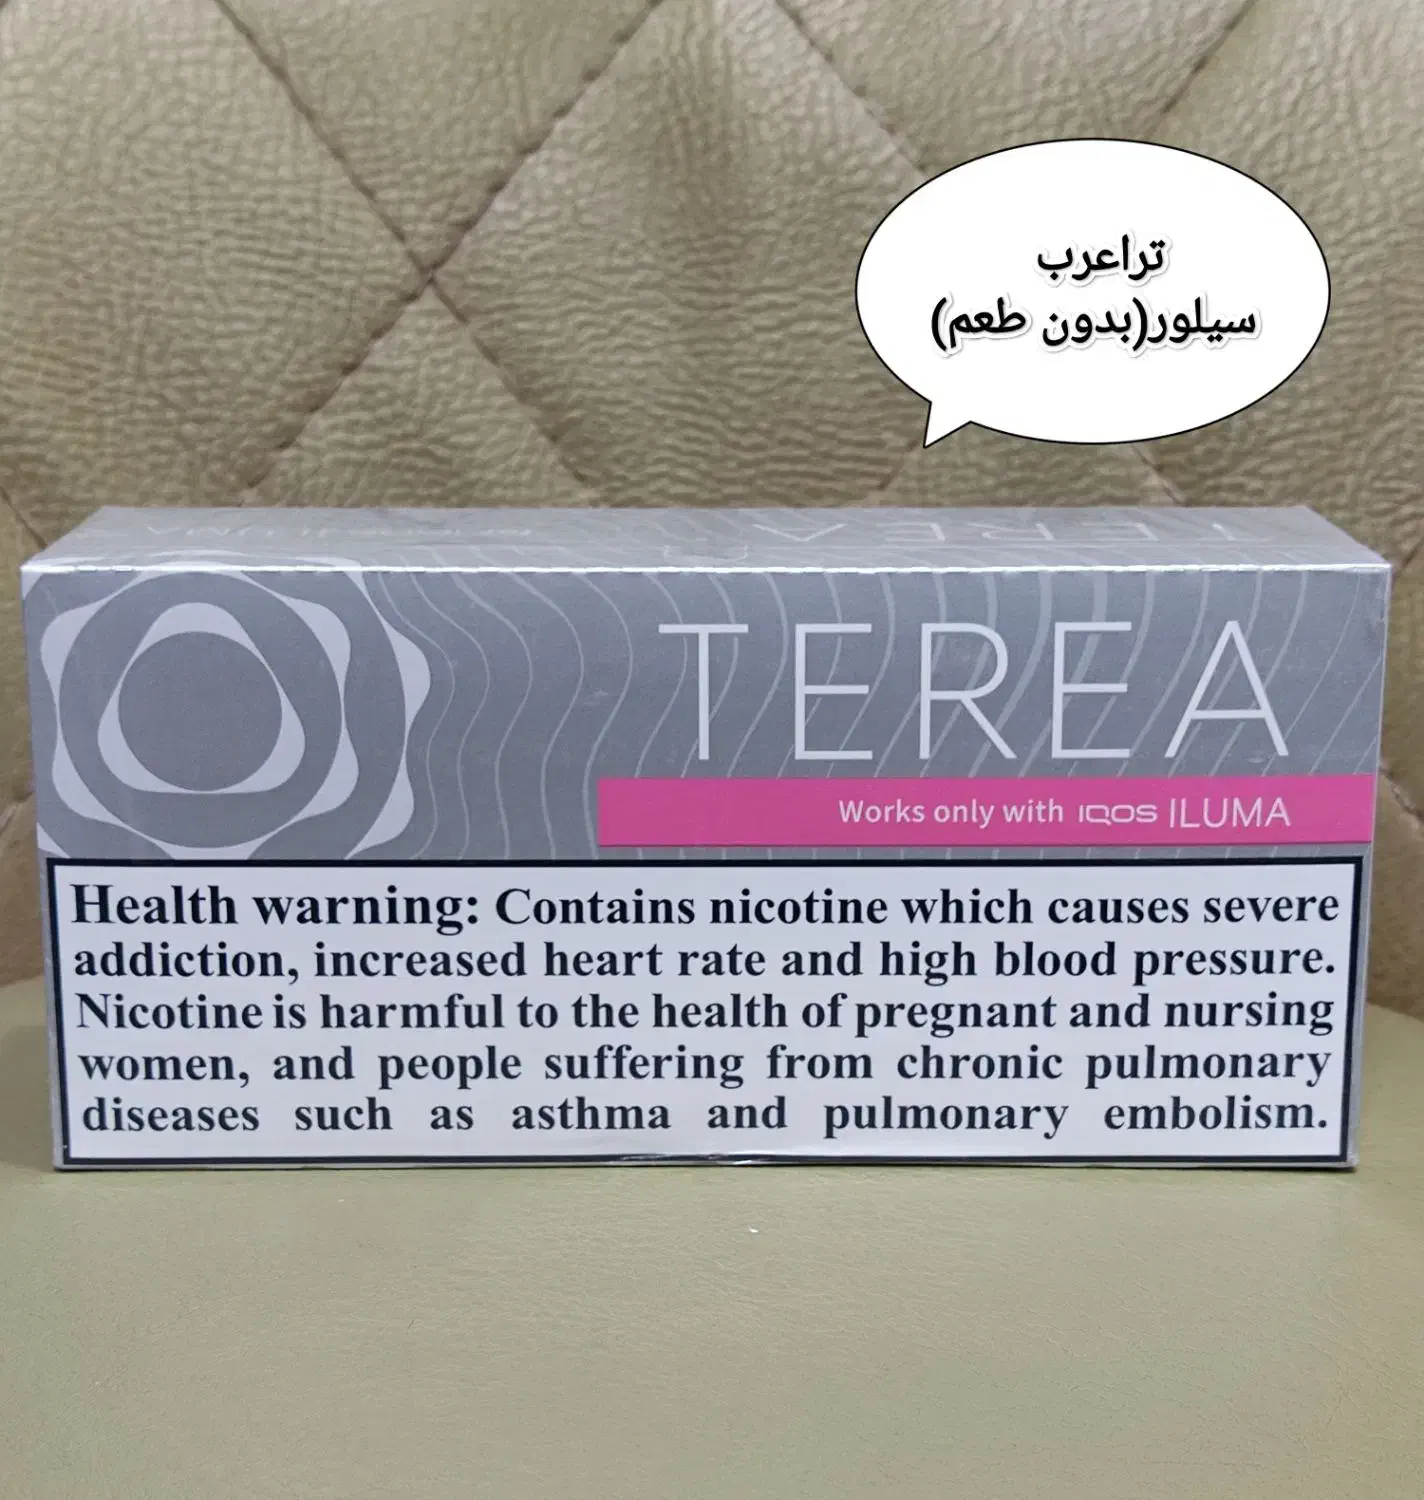 تراعرب
سيلور(بدون طعم)
TEREA
TEREA
Works only with IQOS ILUMA
Health warning: Contains nicotine which causes severe
addiction, increased heart rate and high blood pressure.
Nicotine is harmful to the health of pregnant and nursing
women, and people suffering from chronic pulmonary
diseases such as asthma and pulmonary embolism.